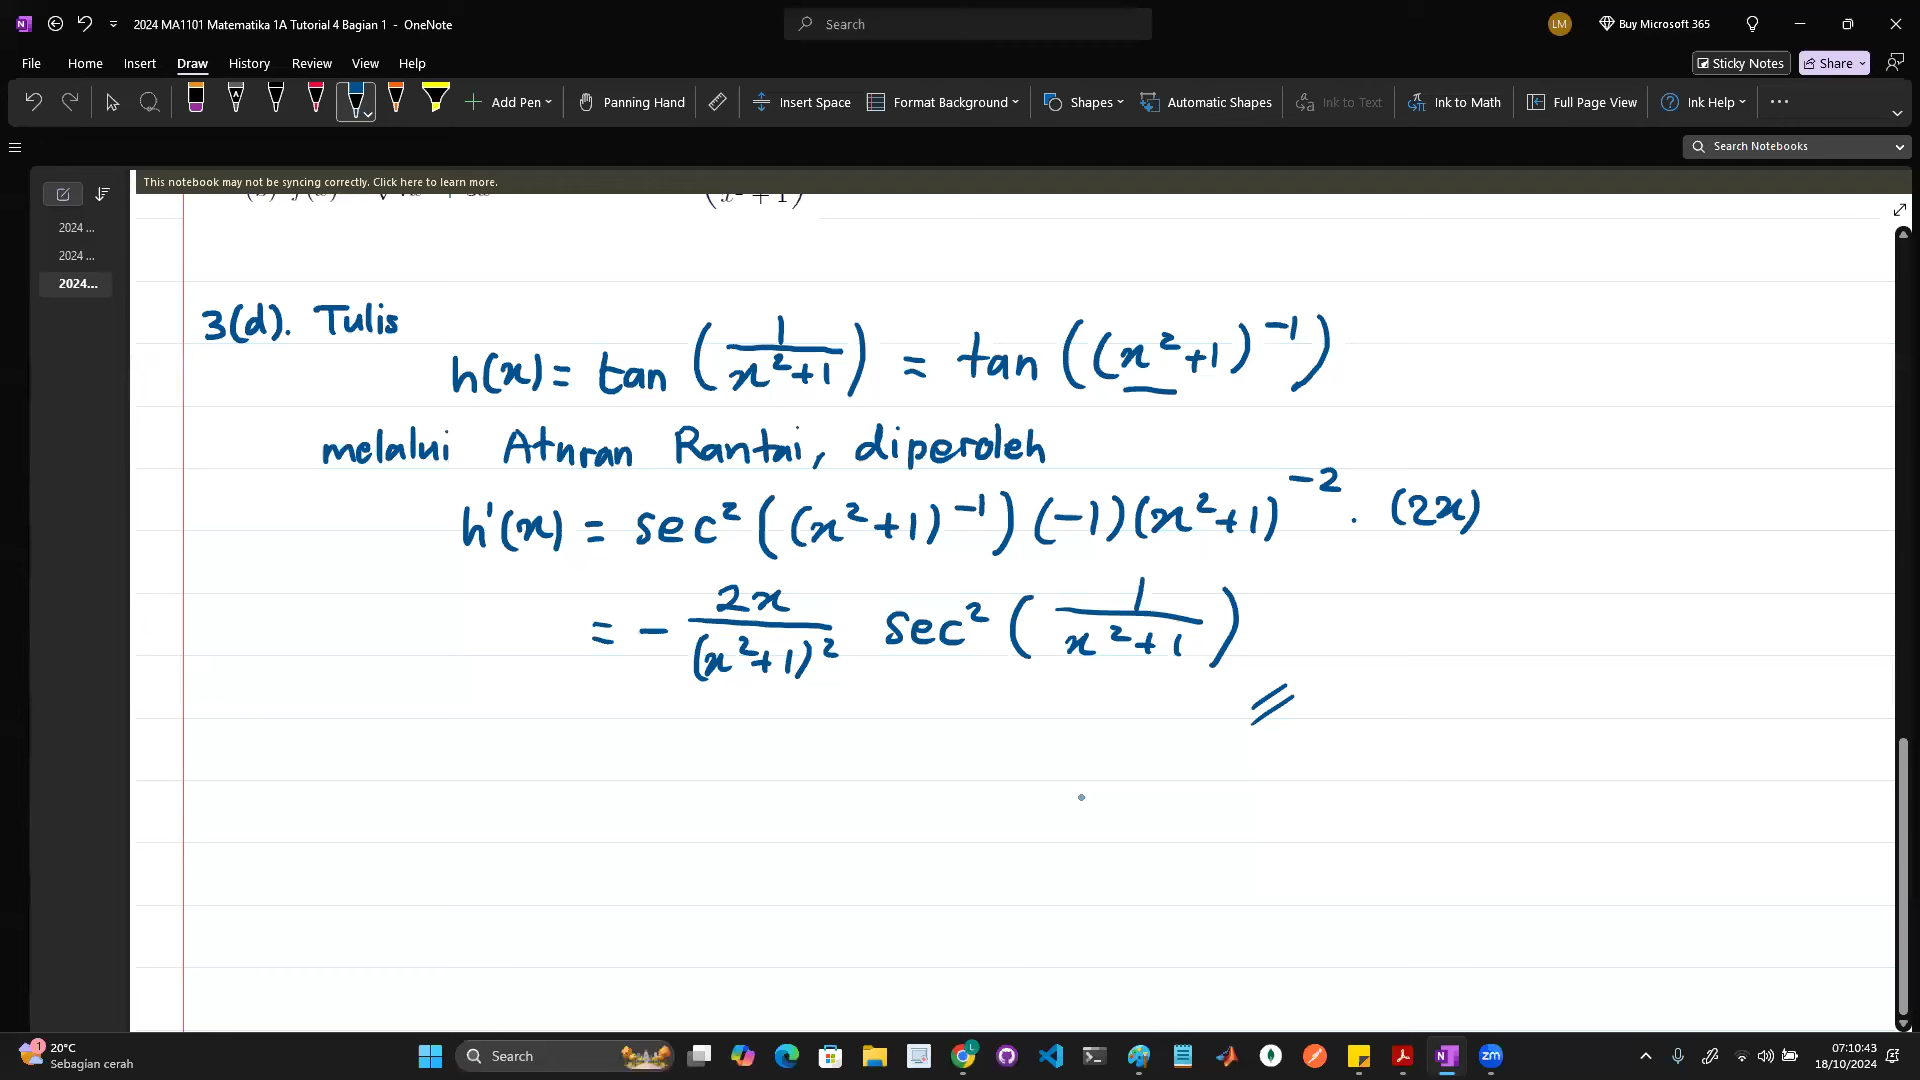 2024 MA1101 Matematika 1A Tutorial 4 Bagian 1 - OneNote
Search
LM
Buy Microsoft 365
File Home Insert Draw History Review View Help
Sticky Notes
Share
Add Pen
Panning Hand
Insert Space
Format Background
Shapes
Automatic Shapes
Ink to Text
Ink to Math
Full Page View
Ink Help
Search Notebooks
This notebook may not be syncing correctly. Click here to learn more.
2024 ...
2024 ...
2024...
3(d). Tulis
h(x) = tan (1/(x²+1)) = tan ((x²+1)⁻¹)
melalui Aturan Rantai, diperoleh
h'(x) = sec² ((x²+1)⁻¹) (-1) (x²+1)⁻² . (2x)
= - 2x/(x²+1)² sec² (1/(x²+1))
1
20°C
Sebagian cerah
Search
L
zm
07:10:43
18/10/2024